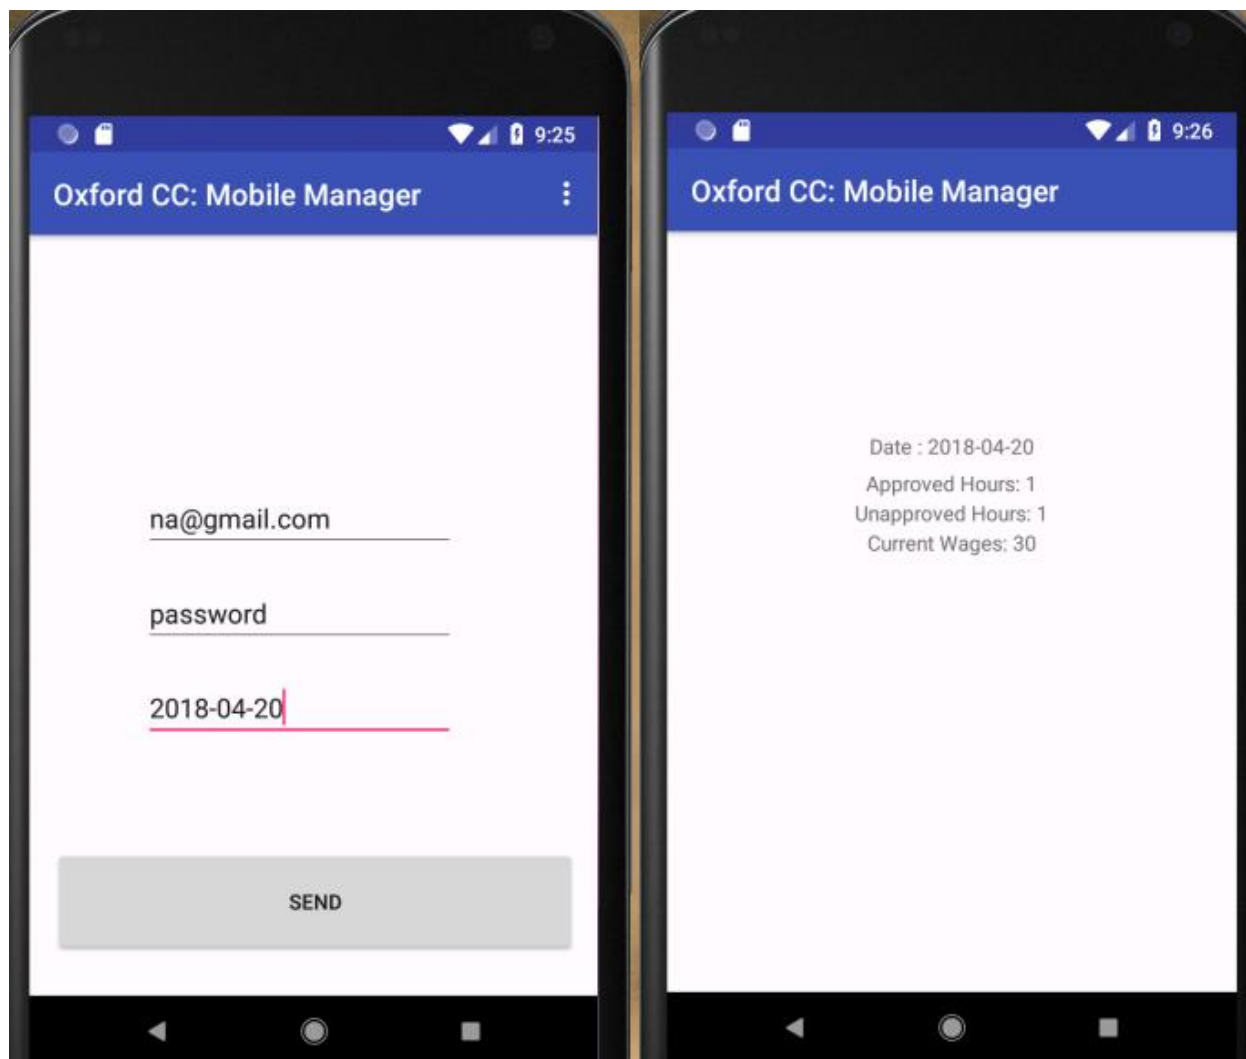 9:25
Oxford CC: Mobile Manager
na@gmail.com
password
2018-04-20
SEND
9:26
Oxford CC: Mobile Manager
Date : 2018-04-20
Approved Hours: 1
Unapproved Hours: 1
Current Wages: 30